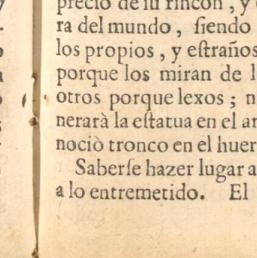 precio de ſu rincon, y
ra del mundo, ſiendo
los propios, y eſtraños
porque los miran de l
otros porque lexos; n
nerarà la eſtatua en el ar
nociò tronco en el huer
Saberſe hazer lugar a
a lo entremetido. El